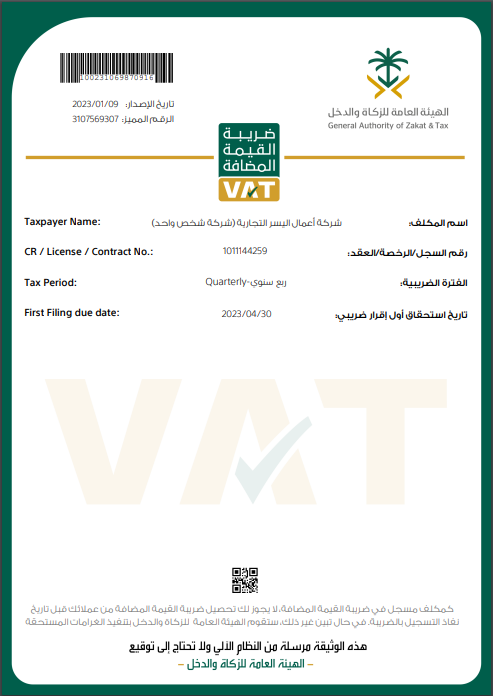 100231069870916
تاريخ الإصدار: 2023/01/09
الرقم المميز: 3107569307
الهيئة العامة للزكاة والدخل
General Authority of Zakat & Tax
ضريبة
القيمة
المضافة
VAT
Taxpayer Name: شركة أعمال اليسر التجارية (شركة شخص واحد) اسم المكلف:
CR / License / Contract No.: 1011144259 رقم السجل/الرخصة/العقد:
Tax Period: Quarterly-ربع سنوي الفترة الضريبية:
First Filing due date: 2023/04/30 تاريخ استحقاق أول إقرار ضريبي:
VAT
كمكلف مسجل في ضريبة القيمة المضافة، لا يجوز لك تحصيل ضريبة القيمة المضافة من عملائك قبل تاريخ
نفاذ التسجيل بالضريبة. في حال تبين غير ذلك، ستقوم الهيئة العامة للزكاة والدخل بتنفيذ الغرامات المستحقة
هذه الوثيقة مرسلة من النظام الآلي ولا تحتاج إلى توقيع
– الهيئة العامة للزكاة والدخل –